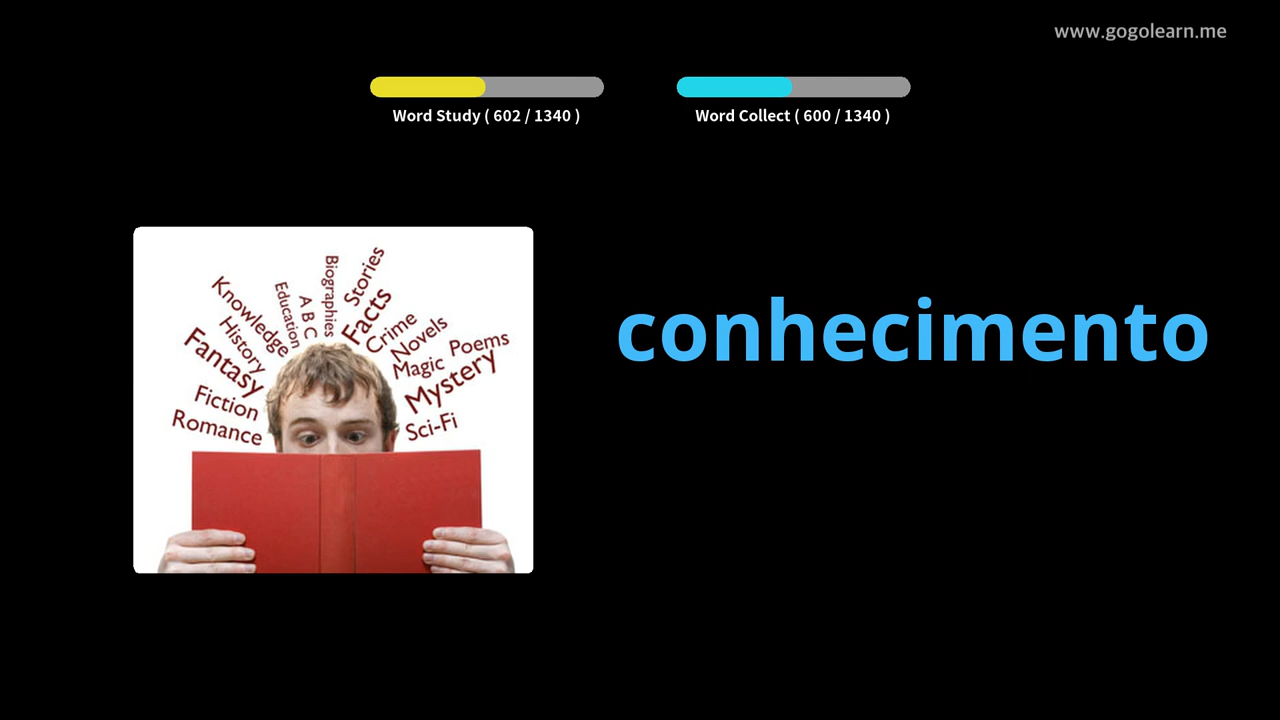 www.gogolearn.me
Word Study ( 602 / 1340 )
Word Collect ( 600 / 1340 )
Knowledge
Education
A B C
Biographies
Stories
Facts
Crime
Novels
Poems
History
Fantasy
Magic
Mystery
Fiction
Romance
Sci-Fi
conhecimento